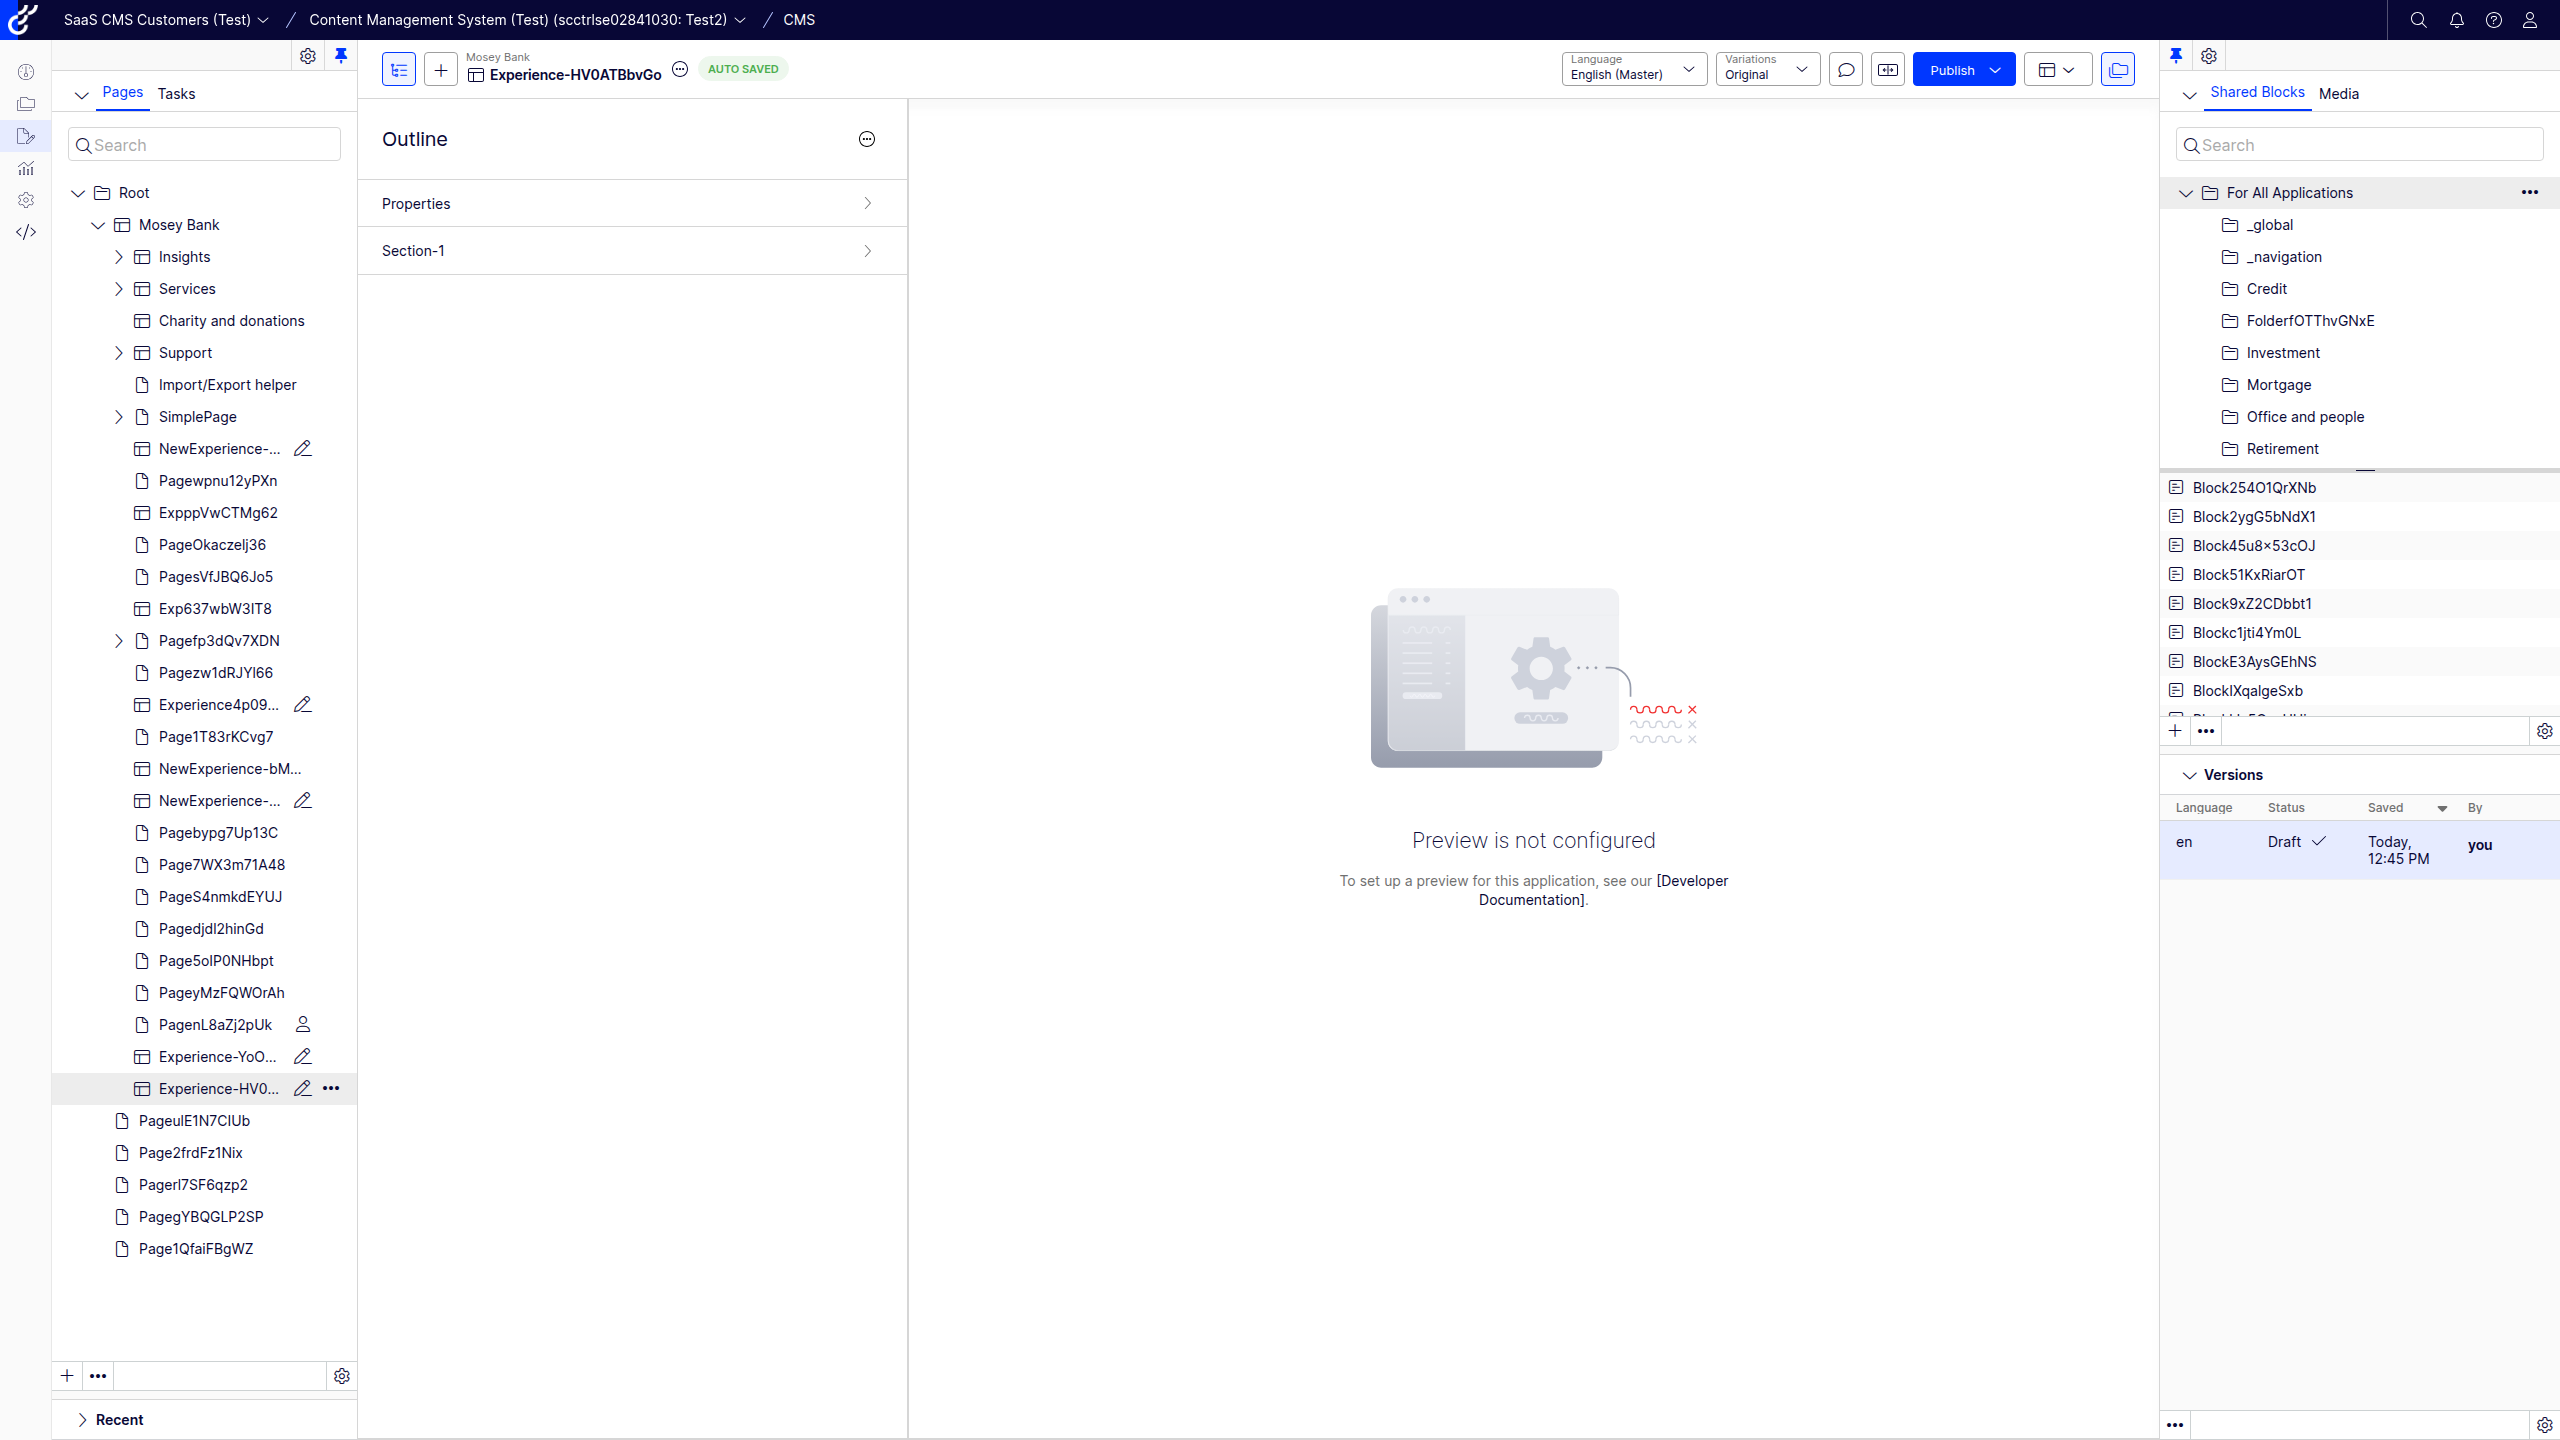 SaaS CMS Customers (Test) / Content Management System (Test) (scctrlse02841030: Test2) / CMS
Pages Tasks
Search
Root
Mosey Bank
Insights
Services
Charity and donations
Support
Import/Export helper
SimplePage
NewExperience-...
Pagewpnu12yPXn
ExpppVwCTMg62
PageOkaczelj36
PagesVfJBQ6Jo5
Exp637wbW3IT8
Pagefp3dQv7XDN
Pagezw1dRJYl66
Experience4p09...
Page1T83rKCvg7
NewExperience-bM...
NewExperience-...
Pagebypg7Up13C
Page7WX3m71A48
PageS4nmkdEYUJ
Pagedjdl2hinGd
Page5oIP0NHbpt
PageyMzFQWOrAh
PagenL8aZj2pUk
Experience-YoO...
Experience-HV0...
PageulE1N7CIUb
Page2frdFz1Nix
Pagerl7SF6qzp2
PagegYBQGLP2SP
Page1QfaiFBgWZ
Recent
Mosey Bank
Experience-HV0ATBbvGo
AUTO SAVED
Language
English (Master)
Variations
Original
Publish
Outline
Properties
Section-1
Preview is not configured
To set up a preview for this application, see our [Developer
Documentation].
Shared Blocks Media
Search
For All Applications
_global
_navigation
Credit
FolderfOTThvGNxE
Investment
Mortgage
Office and people
Retirement
Block254O1QrXNb
Block2ygG5bNdX1
Block45u8×53cOJ
Block51KxRiarOT
Block9xZ2CDbbt1
Blockc1jti4Ym0L
BlockE3AysGEhNS
BlockIXqaIgeSxb
Versions
Language Status Saved By
en Draft Today, 12:45 PM you